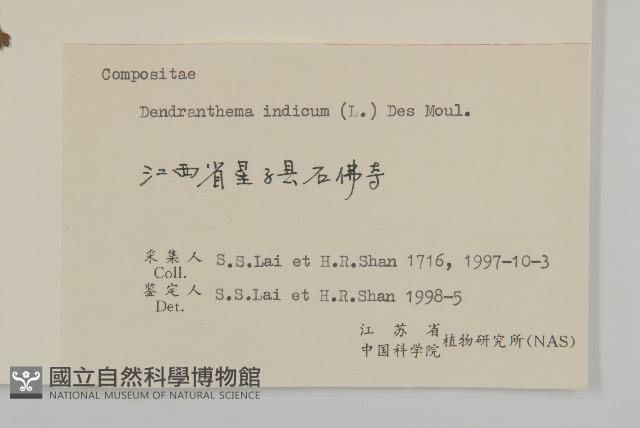 Compositae
Dendranthema indicum (L.) Des Moul.
江西省星子县石佛寺
采集人 S.S.Lai et H.R.Shan 1716, 1997-10-3
Coll.
鉴定人 S.S.Lai et H.R.Shan 1998-5
Det.
江苏省
中国科学院 植物研究所(NAS)
國立自然科學博物館
NATIONAL MUSEUM OF NATURAL SCIENCE